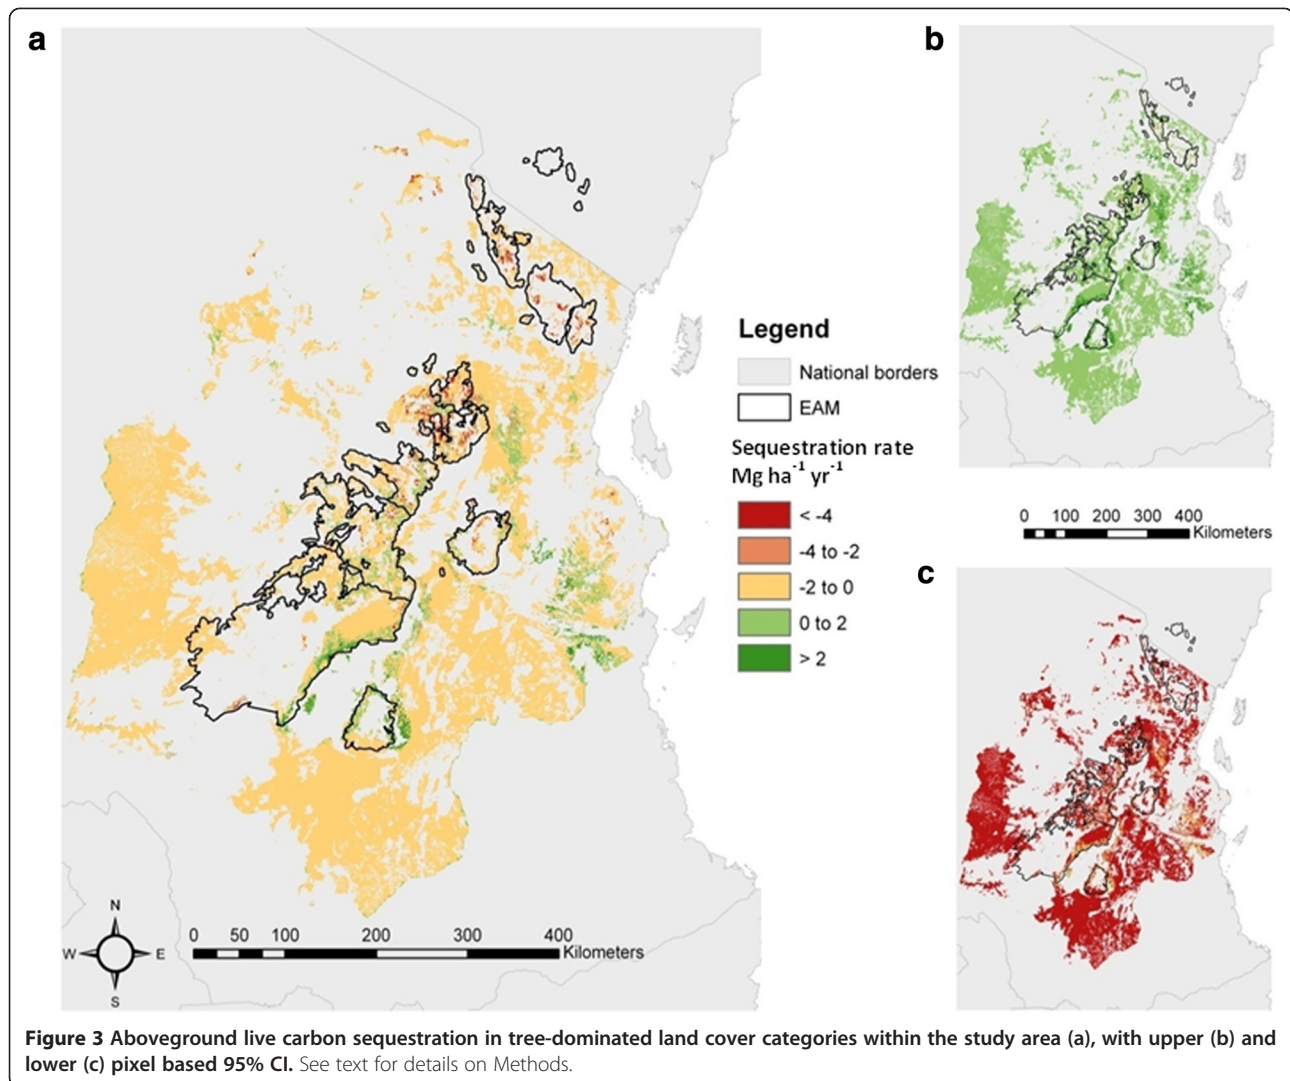 a
b
Legend
National borders
EAM
Sequestration rate
Mg ha⁻¹ yr⁻¹
< -4
-4 to -2
-2 to 0
0 to 2
> 2
0 100 200 300 400
Kilometers
c
N
W E
S
0 50 100 200 300 400
Kilometers
Figure 3 Aboveground live carbon sequestration in tree-dominated land cover categories within the study area (a), with upper (b) and
lower (c) pixel based 95% CI. See text for details on Methods.